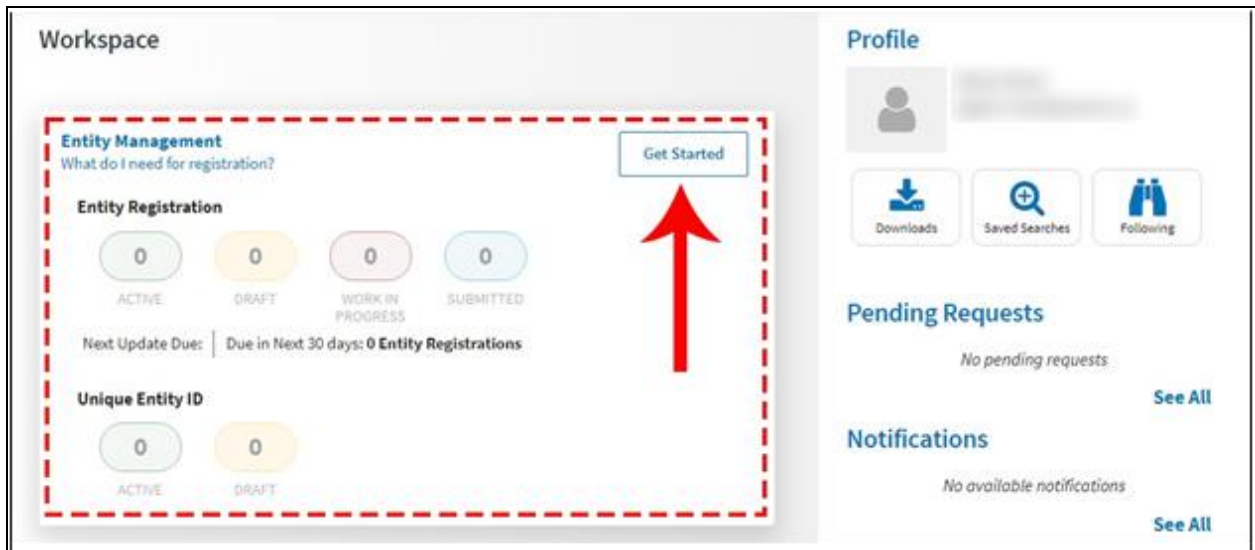 Workspace
Entity Management
What do I need for registration?
Get Started
Entity Registration
0 0 0 0
ACTIVE DRAFT WORK IN PROGRESS SUBMITTED
Next Update Due: Due in Next 30 days: 0 Entity Registrations
Unique Entity ID
0 0
ACTIVE DRAFT
Profile
Downloads Saved Searches Following
Pending Requests
No pending requests
See All
Notifications
No available notifications
See All